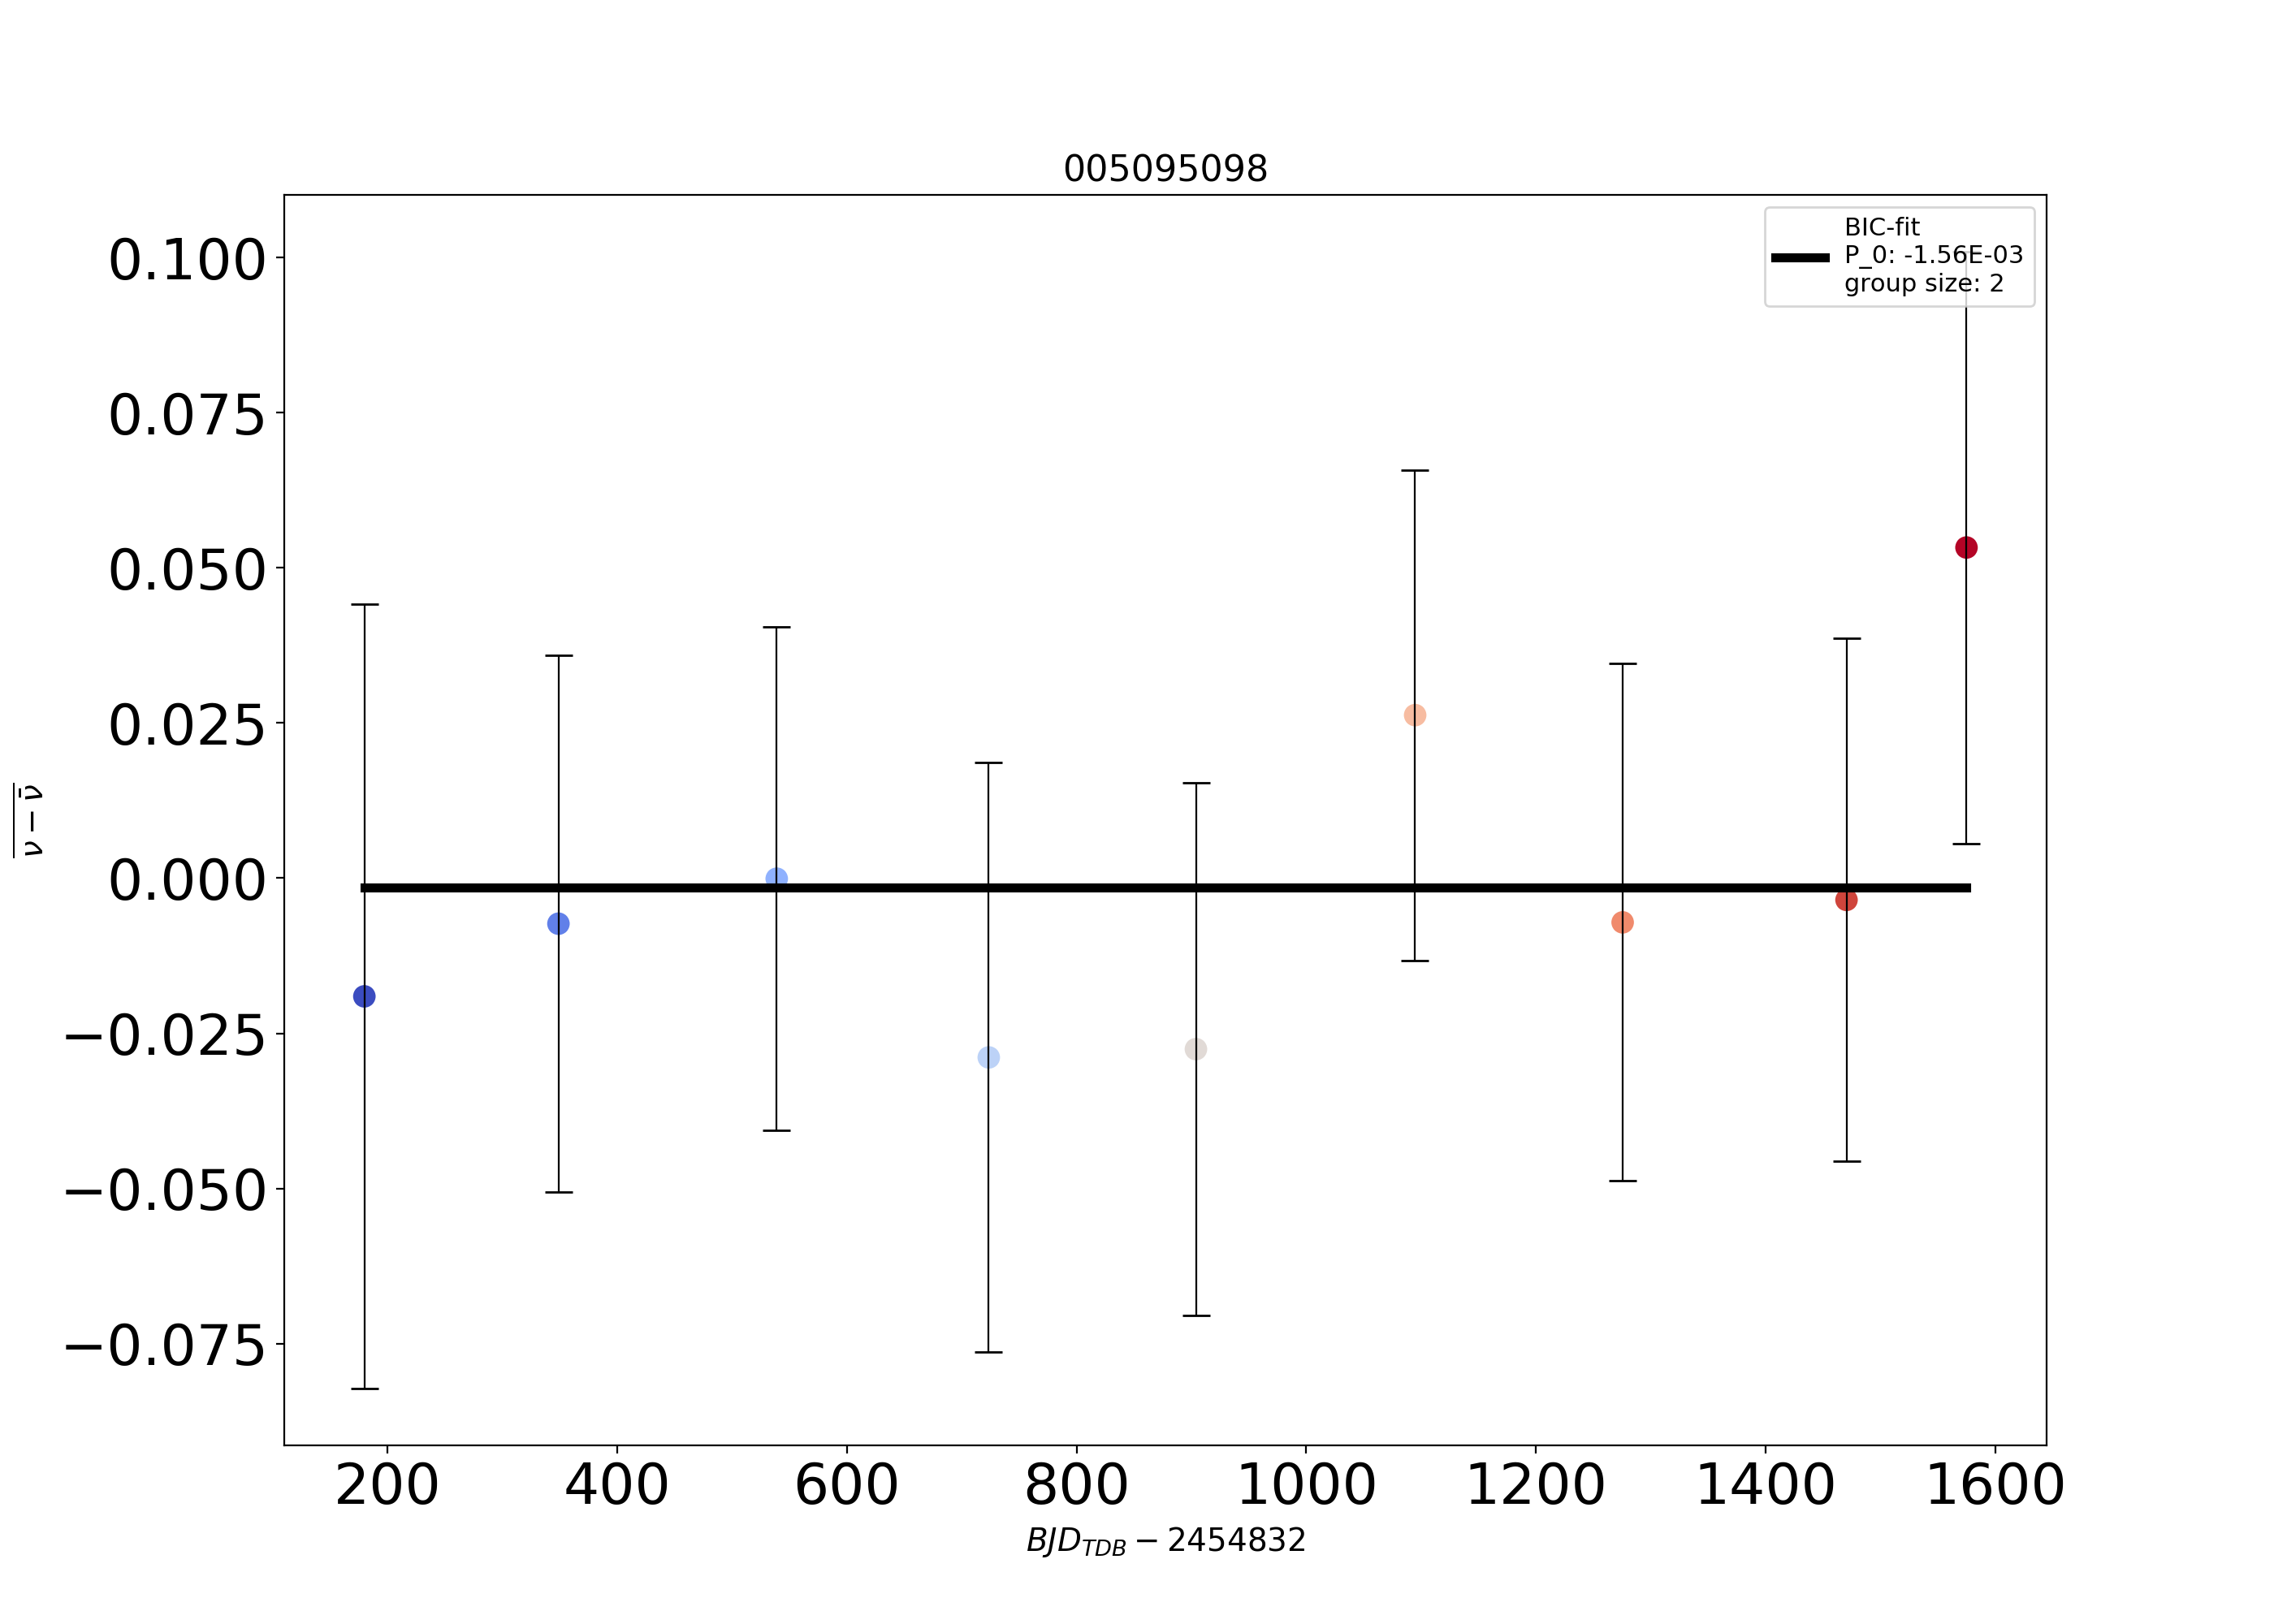 005095098
BIC-fit
P_0: -1.56E-03
group size: 2
0.100
0.075
0.050
0.025
0.000
−0.025
−0.050
−0.075
$\overline{\nu - \bar{\nu}}$
200 400 600 800 1000 1200 1400 1600
$BJD_{TDB} - 2454832$